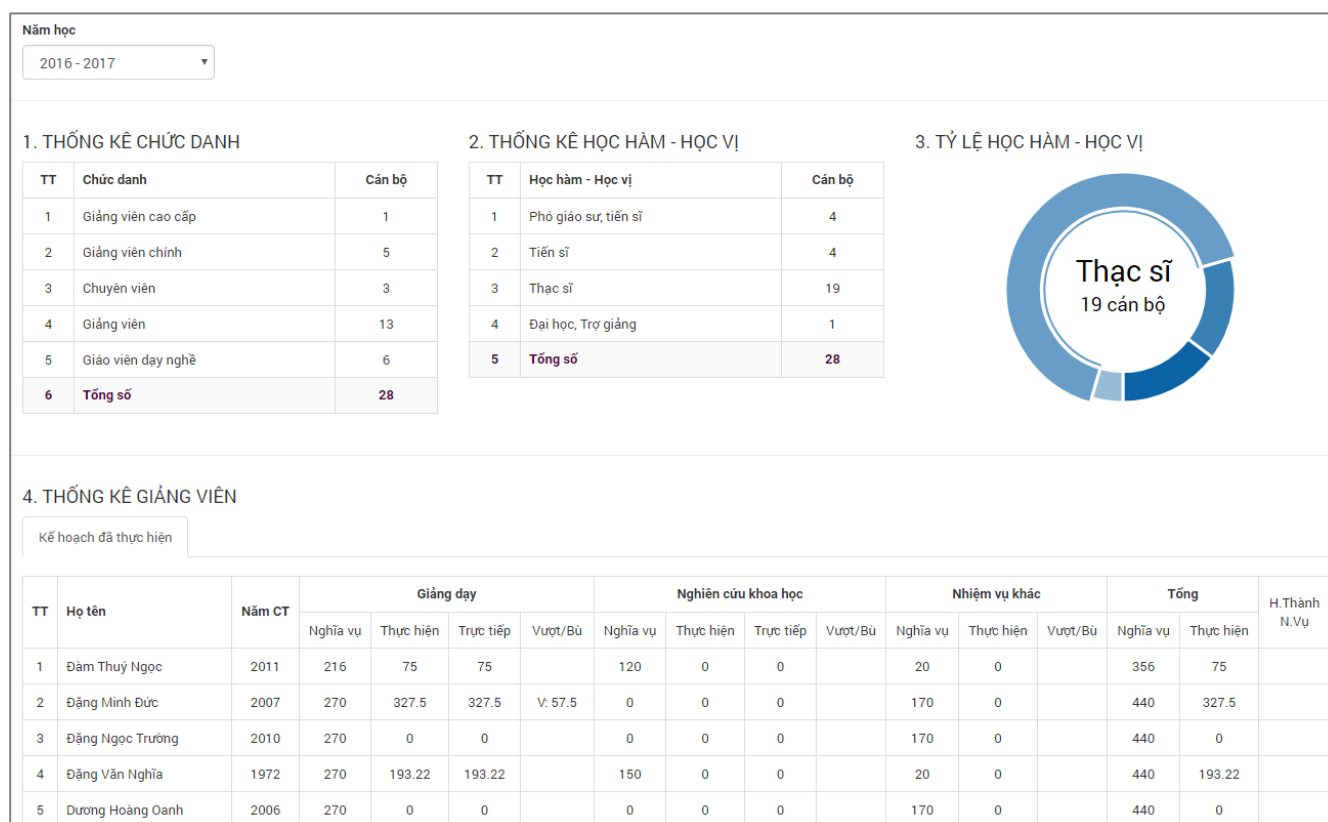 Năm học
2016 - 2017
1. THỐNG KÊ CHỨC DANH
TT Chức danh Cán bộ
1 Giảng viên cao cấp 1
2 Giảng viên chính 5
3 Chuyên viên 3
4 Giảng viên 13
5 Giáo viên dạy nghề 6
6 Tổng số 28
2. THỐNG KÊ HỌC HÀM - HỌC VỊ
TT Học hàm - Học vị Cán bộ
1 Phó giáo sư, tiến sĩ 4
2 Tiến sĩ 4
3 Thạc sĩ 19
4 Đại học, Trợ giảng 1
5 Tổng số 28
3. TỶ LỆ HỌC HÀM - HỌC VỊ
Thạc sĩ
19 cán bộ
4. THỐNG KÊ GIẢNG VIÊN
Kế hoạch đã thực hiện
TT Họ tên Năm CT Giảng dạy Nghiên cứu khoa học Nhiệm vụ khác Tổng H.Thành N.Vụ
Nghĩa vụ Thực hiện Trực tiếp Vượt/Bù Nghĩa vụ Thực hiện Trực tiếp Vượt/Bù Nghĩa vụ Thực hiện Vượt/Bù Nghĩa vụ Thực hiện
1 Đàm Thuý Ngọc 2011 216 75 75 120 0 0 20 0 356 75
2 Đặng Minh Đức 2007 270 327.5 327.5 V: 57.5 0 0 0 170 0 440 327.5
3 Đặng Ngọc Trường 2010 270 0 0 0 0 0 170 0 440 0
4 Đặng Văn Nghĩa 1972 270 193.22 193.22 150 0 0 20 0 440 193.22
5 Dương Hoàng Oanh 2006 270 0 0 0 0 0 170 0 440 0